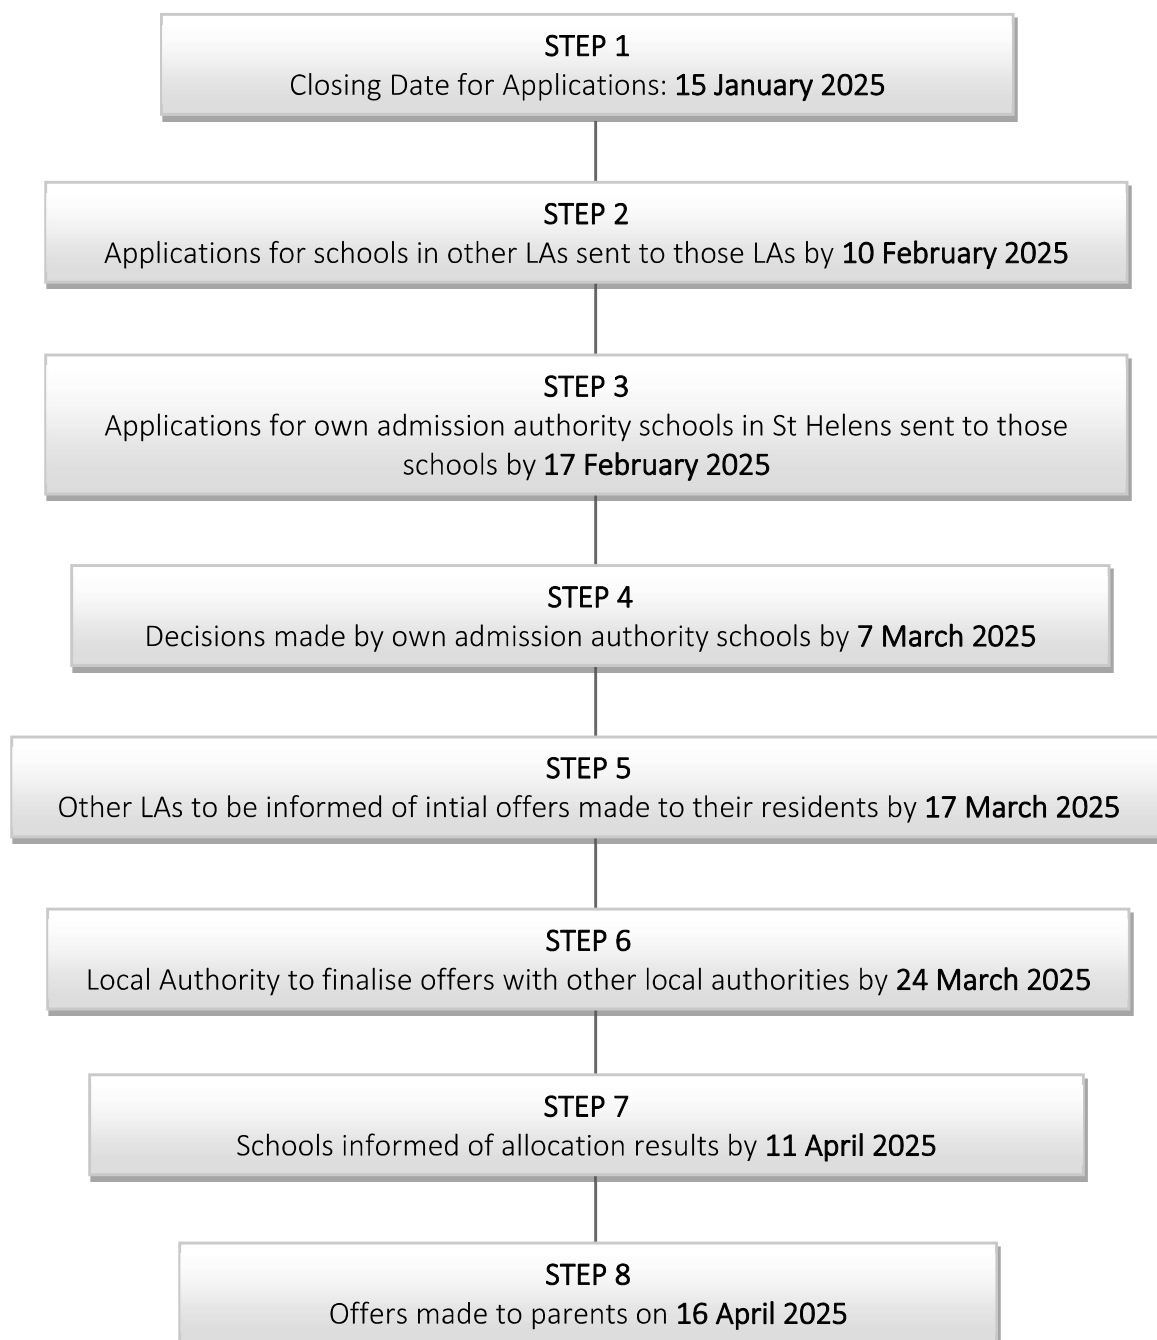 STEP 1
Closing Date for Applications: 15 January 2025
STEP 2
Applications for schools in other LAs sent to those LAs by 10 February 2025
STEP 3
Applications for own admission authority schools in St Helens sent to those
schools by 17 February 2025
STEP 4
Decisions made by own admission authority schools by 7 March 2025
STEP 5
Other LAs to be informed of intial offers made to their residents by 17 March 2025
STEP 6
Local Authority to finalise offers with other local authorities by 24 March 2025
STEP 7
Schools informed of allocation results by 11 April 2025
STEP 8
Offers made to parents on 16 April 2025